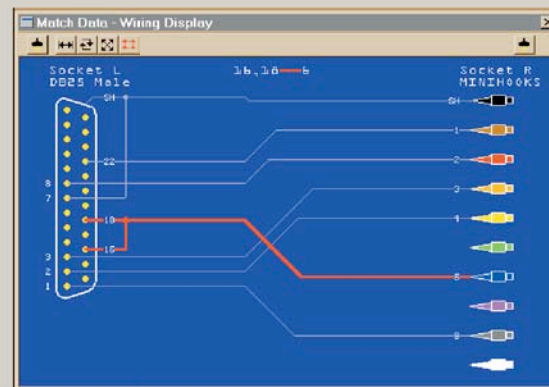 Match Data - Wiring Display
Socket L
DB25 Male
16,18 6
Socket R
MINIHOOKS
SH
SH
1
22
2
8
7
3
18
4
16
3
6
2
1
8